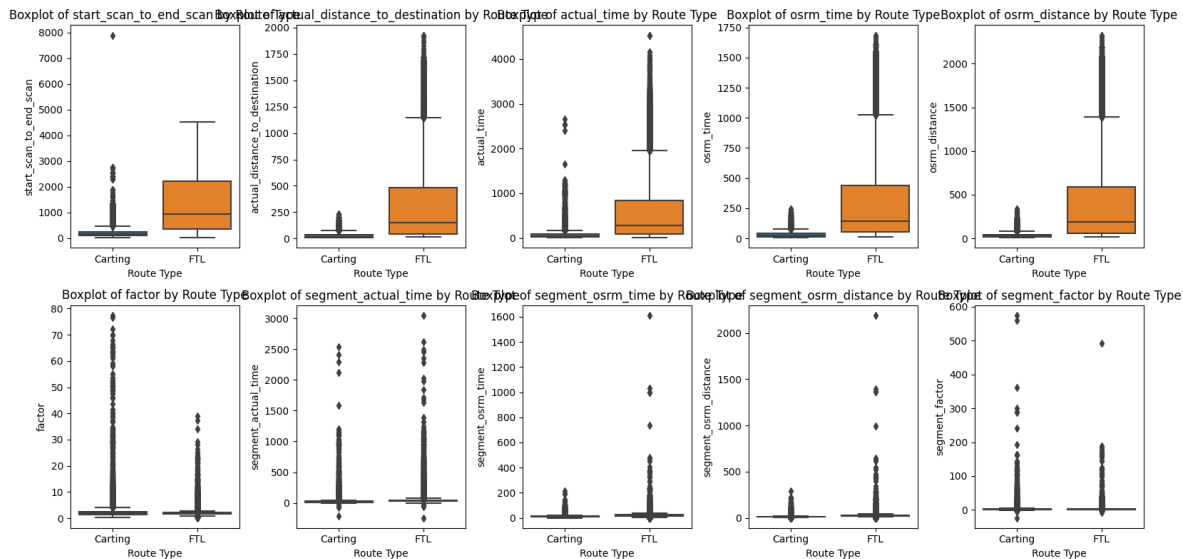 Boxplot of start_scan_to_end_scan by Route Type
8000
7000
6000
5000
4000
3000
2000
1000
0
start_scan_to_end_scan
Carting FTL
Route Type
Boxplot of actual_distance_to_destination by Route Type
2000
1750
1500
1250
1000
750
500
250
0
actual_distance_to_destination
Carting FTL
Route Type
Boxplot of actual_time by Route Type
4000
3000
2000
1000
0
actual_time
Carting FTL
Route Type
Boxplot of osrm_time by Route Type
1750
1500
1250
1000
750
500
250
0
osrm_time
Carting FTL
Route Type
Boxplot of osrm_distance by Route Type
2000
1500
1000
500
0
osrm_distance
Carting FTL
Route Type
Boxplot of factor by Route Type
80
70
60
50
40
30
20
10
0
factor
Carting FTL
Route Type
Boxplot of segment_actual_time by Route Type
3000
2500
2000
1500
1000
500
0
segment_actual_time
Carting FTL
Route Type
Boxplot of segment_osrm_time by Route Type
1600
1400
1200
1000
800
600
400
200
0
segment_osrm_time
Carting FTL
Route Type
Boxplot of segment_osrm_distance by Route Type
2000
1500
1000
500
0
segment_osrm_distance
Carting FTL
Route Type
Boxplot of segment_factor by Route Type
600
500
400
300
200
100
0
segment_factor
Carting FTL
Route Type